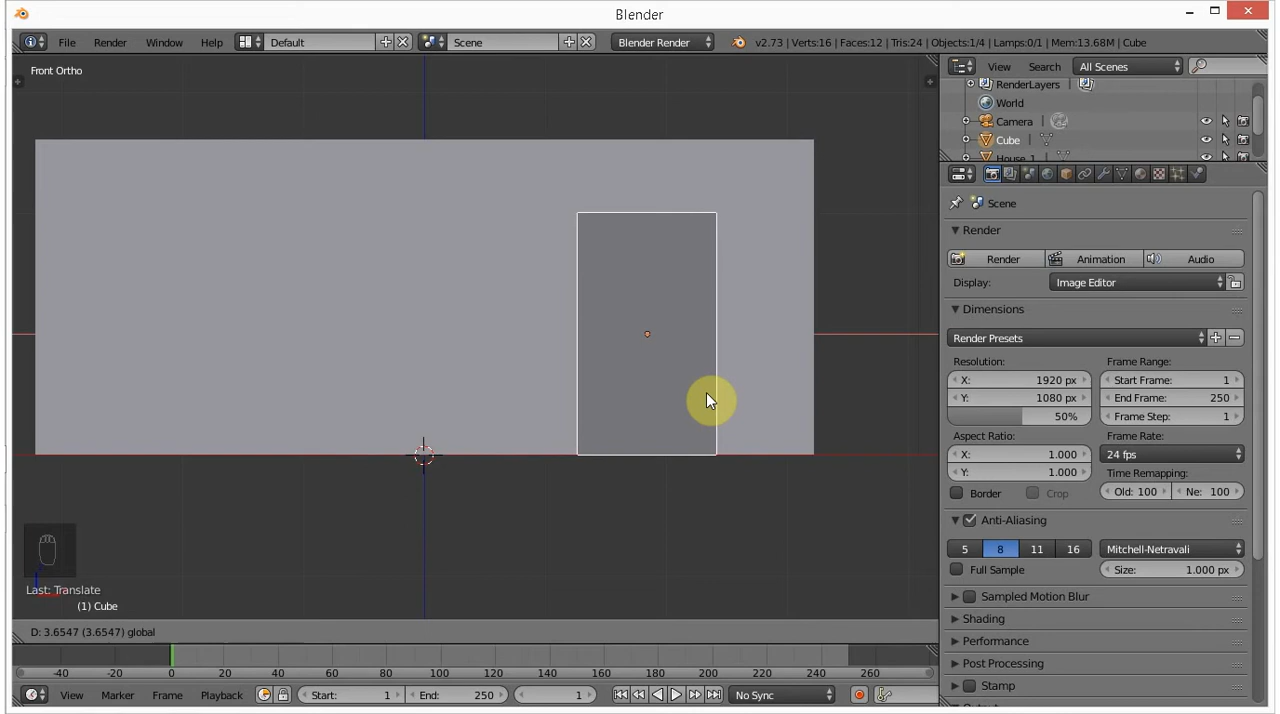 Blender
File Render Window Help Default Scene Blender Render v2.73 | Verts:16 | Faces:12 | Tris:24 | Objects:1/4 | Lamps:0/1 | Mem:13.68M | Cube
Front Ortho
View Search All Scenes
RenderLayers
World
Camera
Cube
House 1
Scene
Render
Render Animation Audio
Display: Image Editor
Dimensions
Render Presets
Resolution: Frame Range:
X: 1920 px Start Frame: 1
Y: 1080 px End Frame: 250
50% Frame Step: 1
Aspect Ratio: Frame Rate:
X: 1.000 24 fps
Y: 1.000 Time Remapping:
Border Crop Old: 100 Ne: 100
Anti-Aliasing
5 8 11 16 Mitchell-Netravali
Full Sample Size: 1.000 px
Sampled Motion Blur
Shading
Performance
Post Processing
Stamp
Last: Translate
(1) Cube
D: 3.6547 (3.6547) global
-40 -20 0 20 40 60 80 100 120 140 160 180 200 220 240 260
View Marker Frame Playback Start: 1 End: 250 1 No Sync